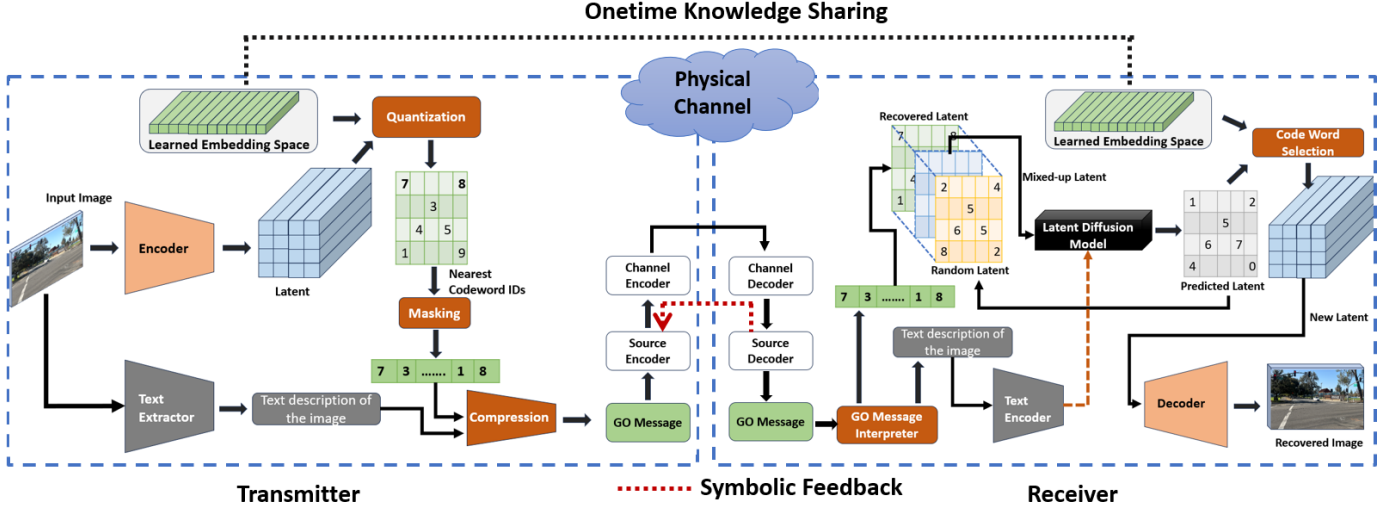 Onetime Knowledge Sharing
Physical
Channel
Learned Embedding Space
Quantization
Input Image
Encoder
Latent
7 8
3
4 5
1 9
Nearest
Codeword IDs
Masking
7 3 ....... 1 8
Text
Extractor
Text description of
the image
Compression
GO Message
Source
Encoder
Channel
Encoder
Transmitter
Channel
Decoder
Source
Decoder
GO Message
GO Message
Interpreter
7 3 ....... 1 8
Text description of
the image
Text
Encoder
Recovered Latent
7 8
4
1
2 4
5
6 5
8 2
Random Latent
Mixed-up Latent
Latent Diffusion
Model
Learned Embedding Space
Code Word
Selection
1 2
5
6 7
4 0
Predicted Latent
New Latent
Decoder
Recovered Image
Symbolic Feedback
Receiver